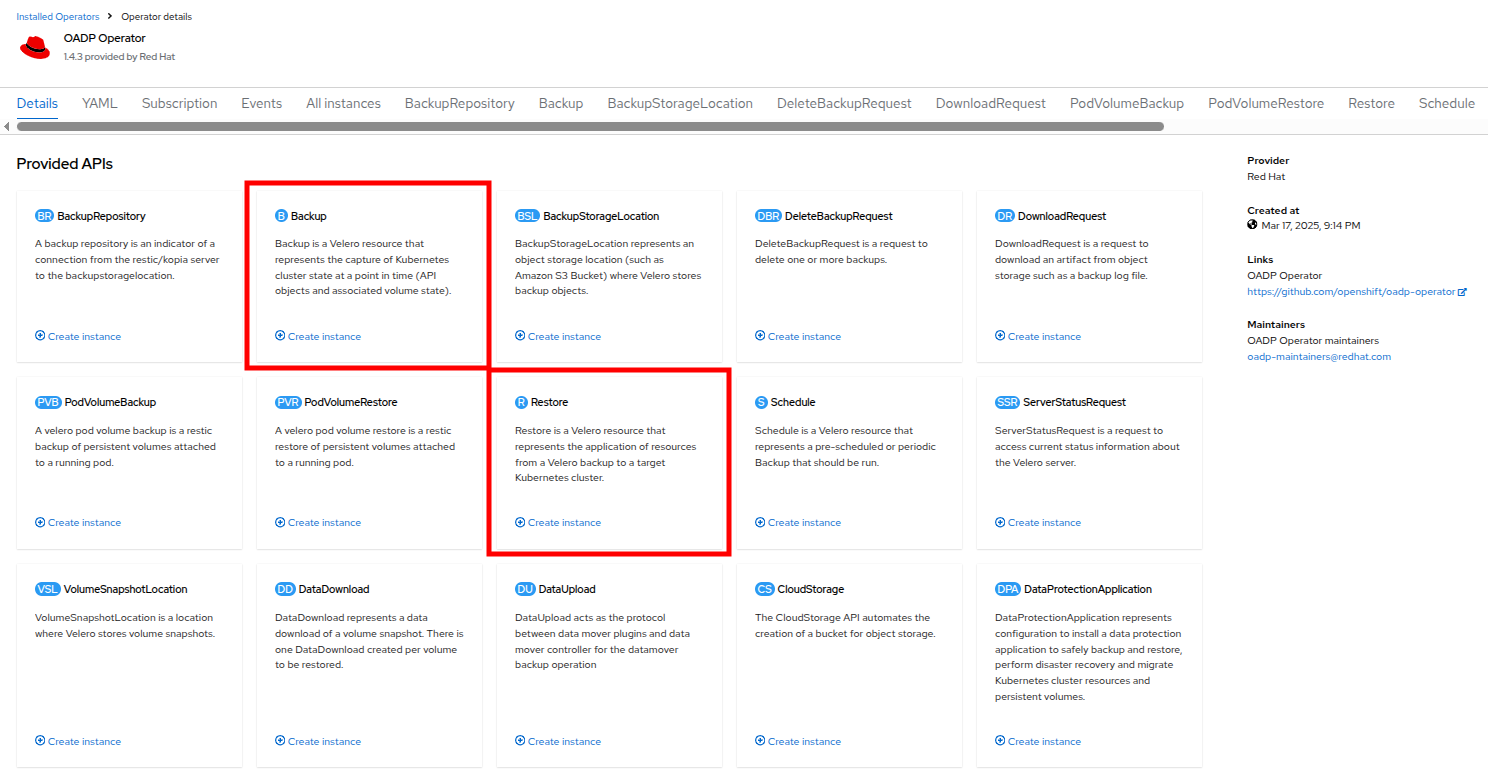 Installed Operators > Operator details
OADP Operator
1.4.3 provided by Red Hat
Details YAML Subscription Events All instances BackupRepository Backup BackupStorageLocation DeleteBackupRequest DownloadRequest PodVolumeBackup PodVolumeRestore Restore Schedule
Provided APIs
BR BackupRepository
A backup repository is an indicator of a
connection from the restic/kopia server
to the backupstoragelocation.
Create instance
B Backup
Backup is a Velero resource that
represents the capture of Kubernetes
cluster state at a point in time (API
objects and associated volume state).
Create instance
BSL BackupStorageLocation
BackupStorageLocation represents an
object storage location (such as
Amazon S3 Bucket) where Velero stores
backup objects.
Create instance
DBR DeleteBackupRequest
DeleteBackupRequest is a request to
delete one or more backups.
Create instance
DR DownloadRequest
DownloadRequest is a request to
download an artifact from object
storage such as a backup log file.
Create instance
PVB PodVolumeBackup
A velero pod volume backup is a restic
backup of persistent volumes attached
to a running pod.
Create instance
PVR PodVolumeRestore
A velero pod volume restore is a restic
restore of persistent volumes attached
to a running pod.
Create instance
R Restore
Restore is a Velero resource that
represents the application of resources
from a Velero backup to a target
Kubernetes cluster.
Create instance
S Schedule
Schedule is a Velero resource that
represents a pre-scheduled or periodic
Backup that should be run.
Create instance
SSR ServerStatusRequest
ServerStatusRequest is a request to
access current status information about
the Velero server.
Create instance
VSL VolumeSnapshotLocation
VolumeSnapshotLocation is a location
where Velero stores volume snapshots.
Create instance
DD DataDownload
DataDownload represents a data
download of a volume snapshot. There is
one DataDownload created per volume
to be restored.
Create instance
DU DataUpload
DataUpload acts as the protocol
between data mover plugins and data
mover controller for the datamover
backup operation
Create instance
CS CloudStorage
The CloudStorage API automates the
creation of a bucket for object storage.
Create instance
DPA DataProtectionApplication
DataProtectionApplication represents
configuration to install a data protection
application to safely backup and restore,
perform disaster recovery and migrate
Kubernetes cluster resources and
persistent volumes.
Create instance
Provider
Red Hat
Created at
Mar 17, 2025, 9:14 PM
Links
OADP Operator
https://github.com/openshift/oadp-operator
Maintainers
OADP Operator maintainers
oadp-maintainers@redhat.com